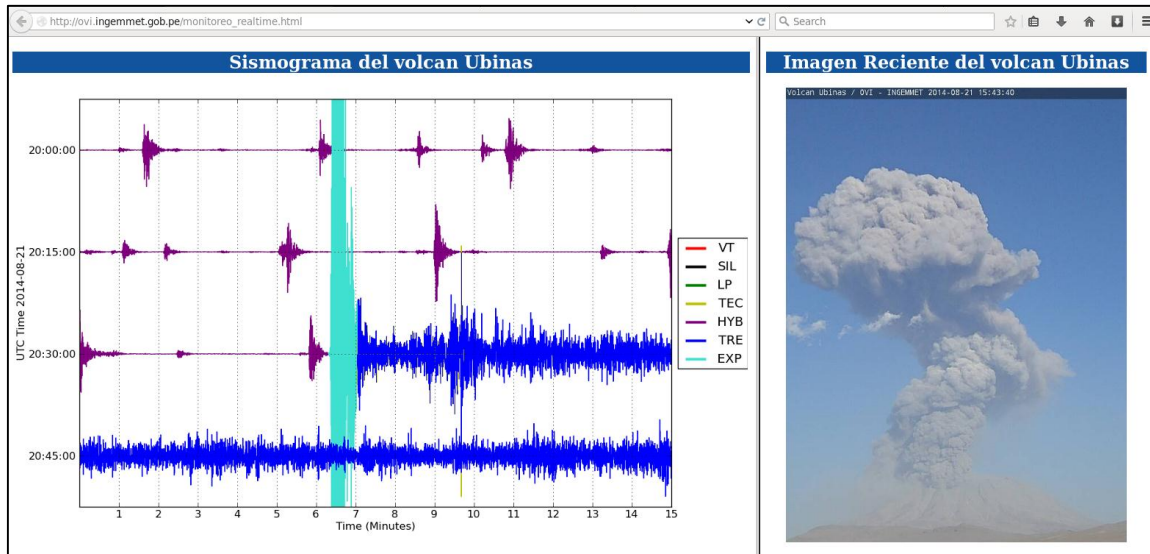 http://ovi.ingemmet.gob.pe/monitoreo_realtime.html
Search
Sismograma del volcan Ubinas
Imagen Reciente del volcan Ubinas
Volcan Ubinas / OVI - INGEMMET 2014-08-21 15:43:40
UTC Time 2014-08-21
20:00:00
20:15:00
20:30:00
20:45:00
VT
SIL
LP
TEC
HYB
TRE
EXP
1 2 3 4 5 6 7 8 9 10 11 12 13 14 15
Time (Minutes)